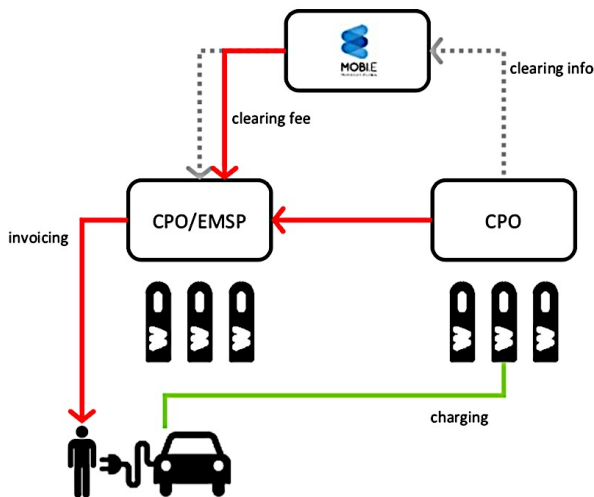 MOBI.E
clearing info
clearing fee
CPO/EMSP
CPO
invoicing
charging